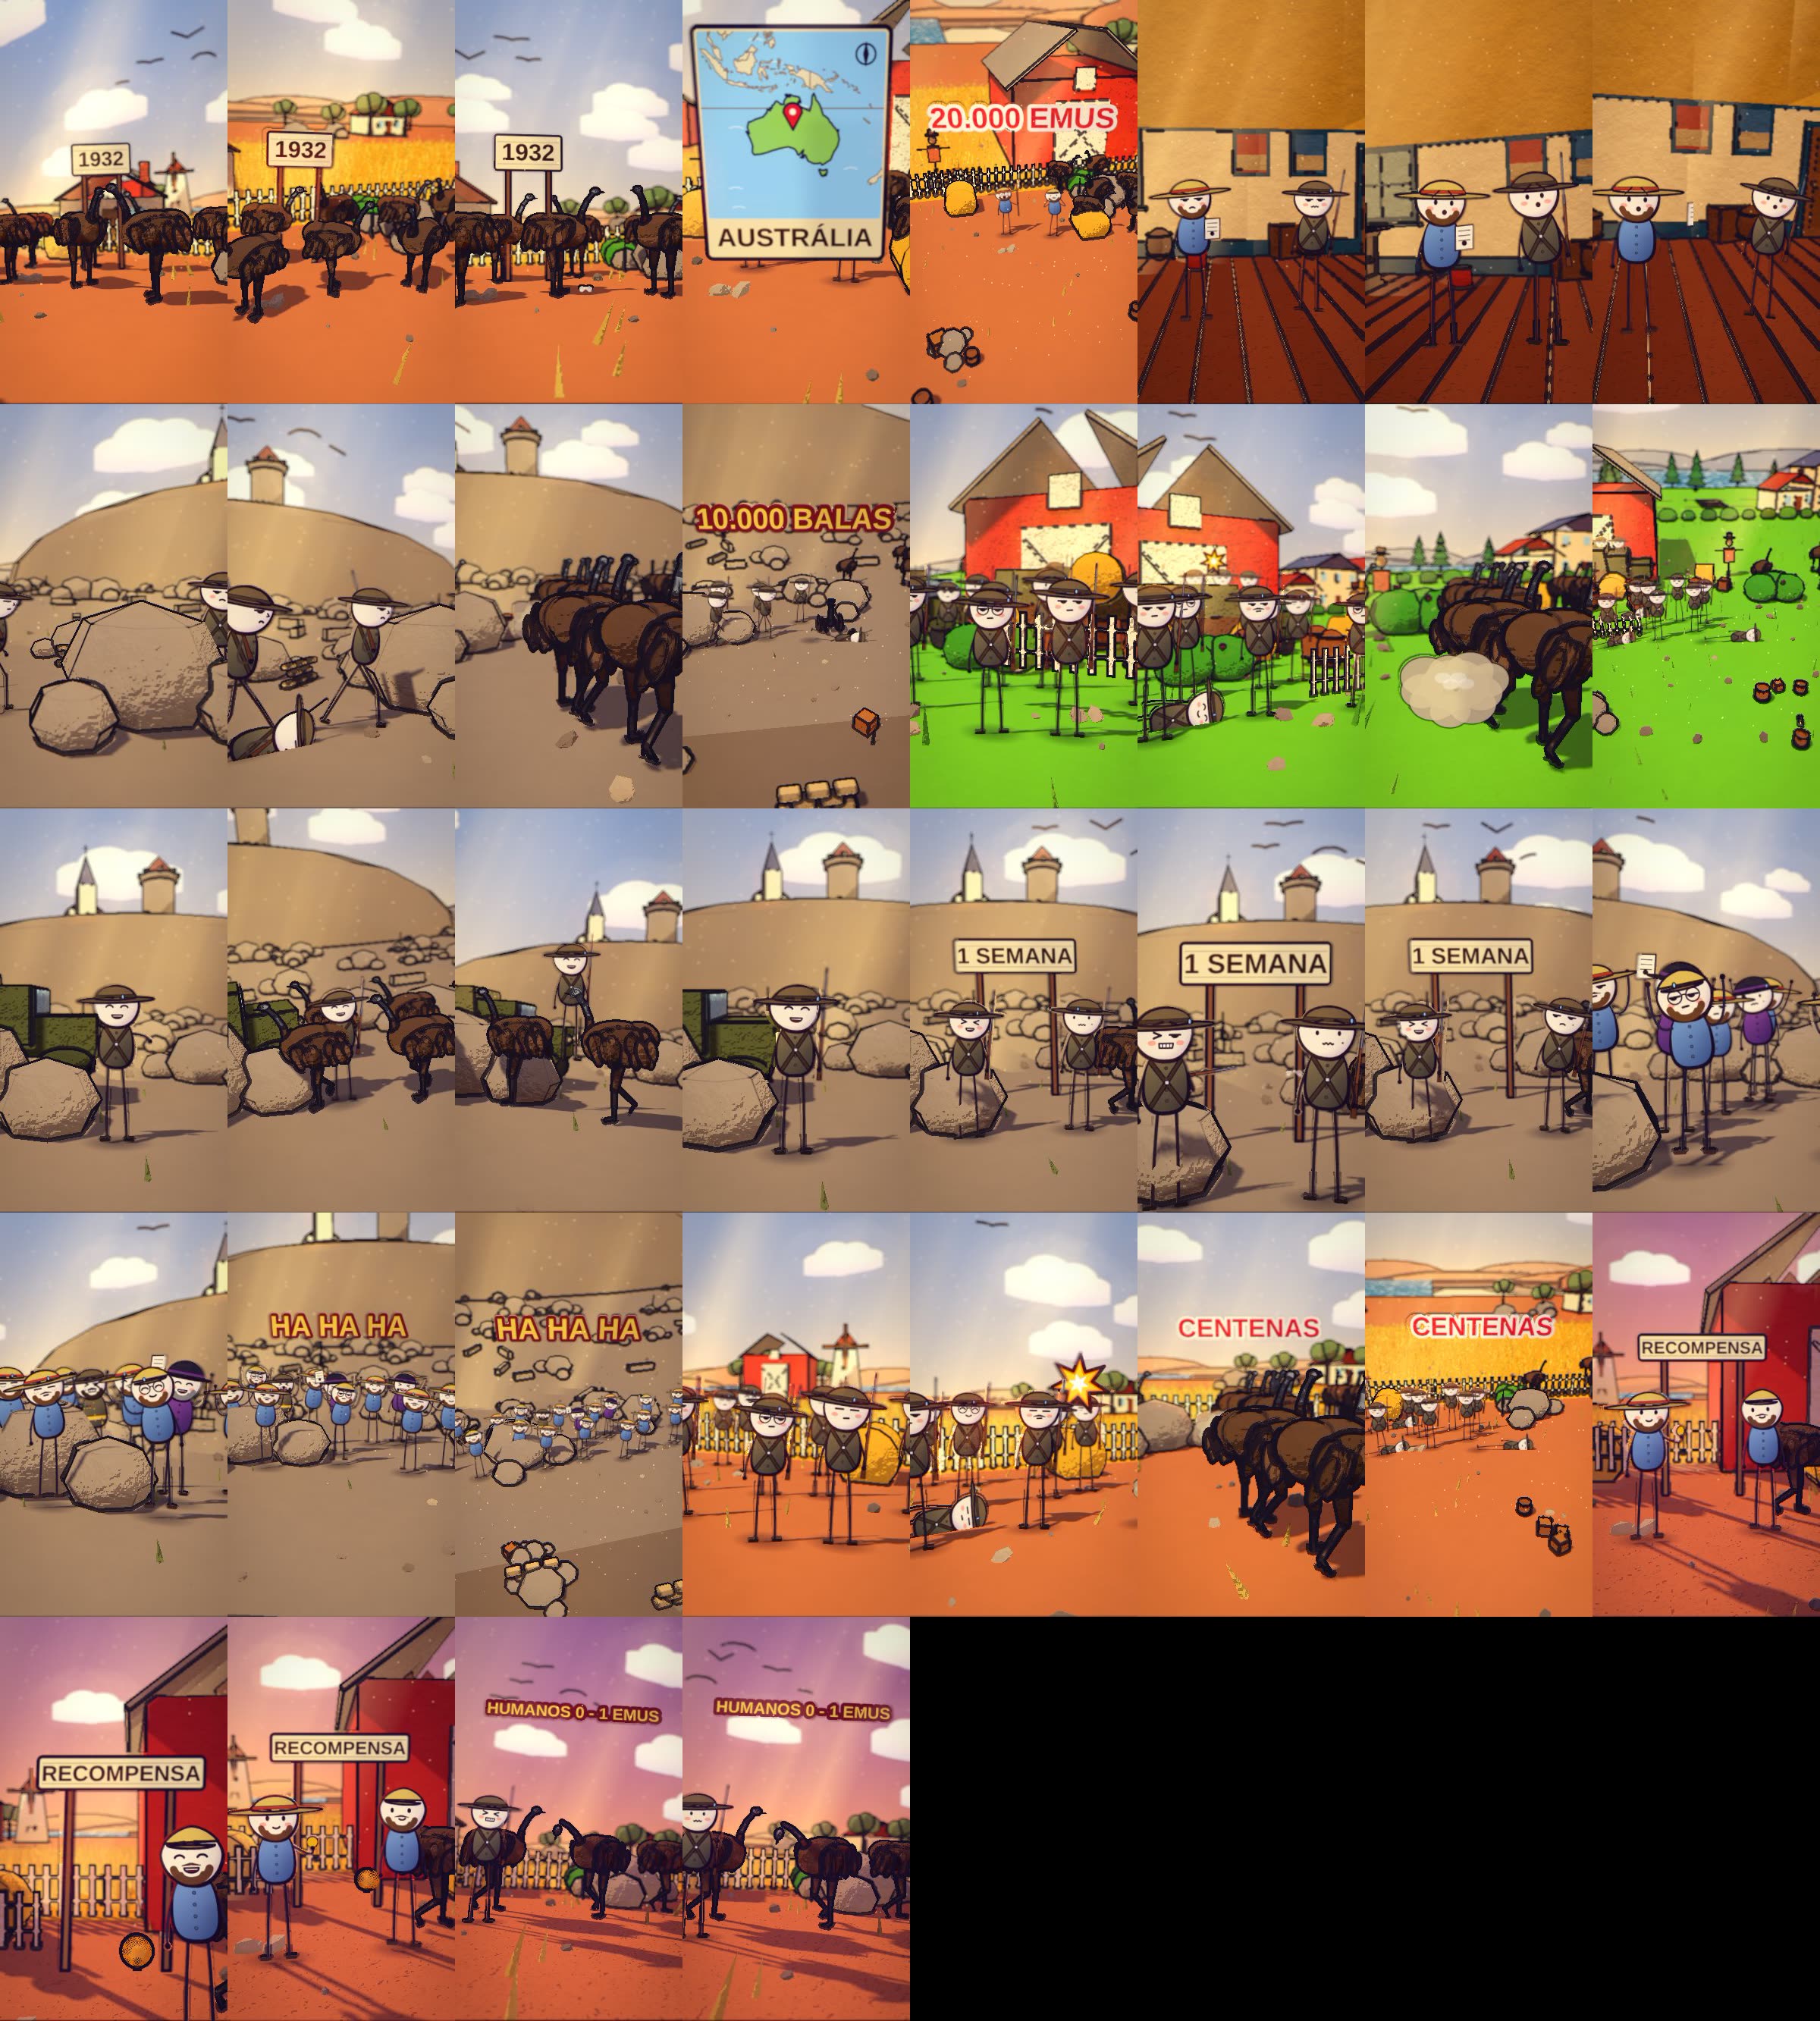 1932
1932
1932
AUSTRÁLIA
20.000 EMUS
10.000 BALAS
1 SEMANA
1 SEMANA
1 SEMANA
HA HA HA
HA HA HA
CENTENAS
CENTENAS
RECOMPENSA
RECOMPENSA
RECOMPENSA
HUMANOS 0 - 1 EMUS
HUMANOS 0 - 1 EMUS